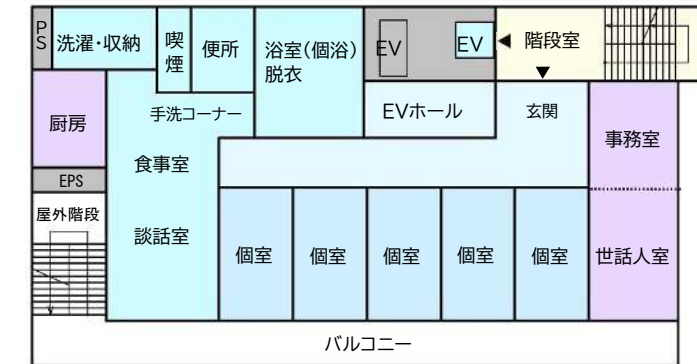 PS
洗濯・収納
喫煙
便所
浴室(個浴)
脱衣
EV
EV
階段室
厨房
手洗コーナー
EVホール
玄関
事務室
食事室
EPS
屋外階段
談話室
個室
個室
個室
個室
個室
世話人室
バルコニー